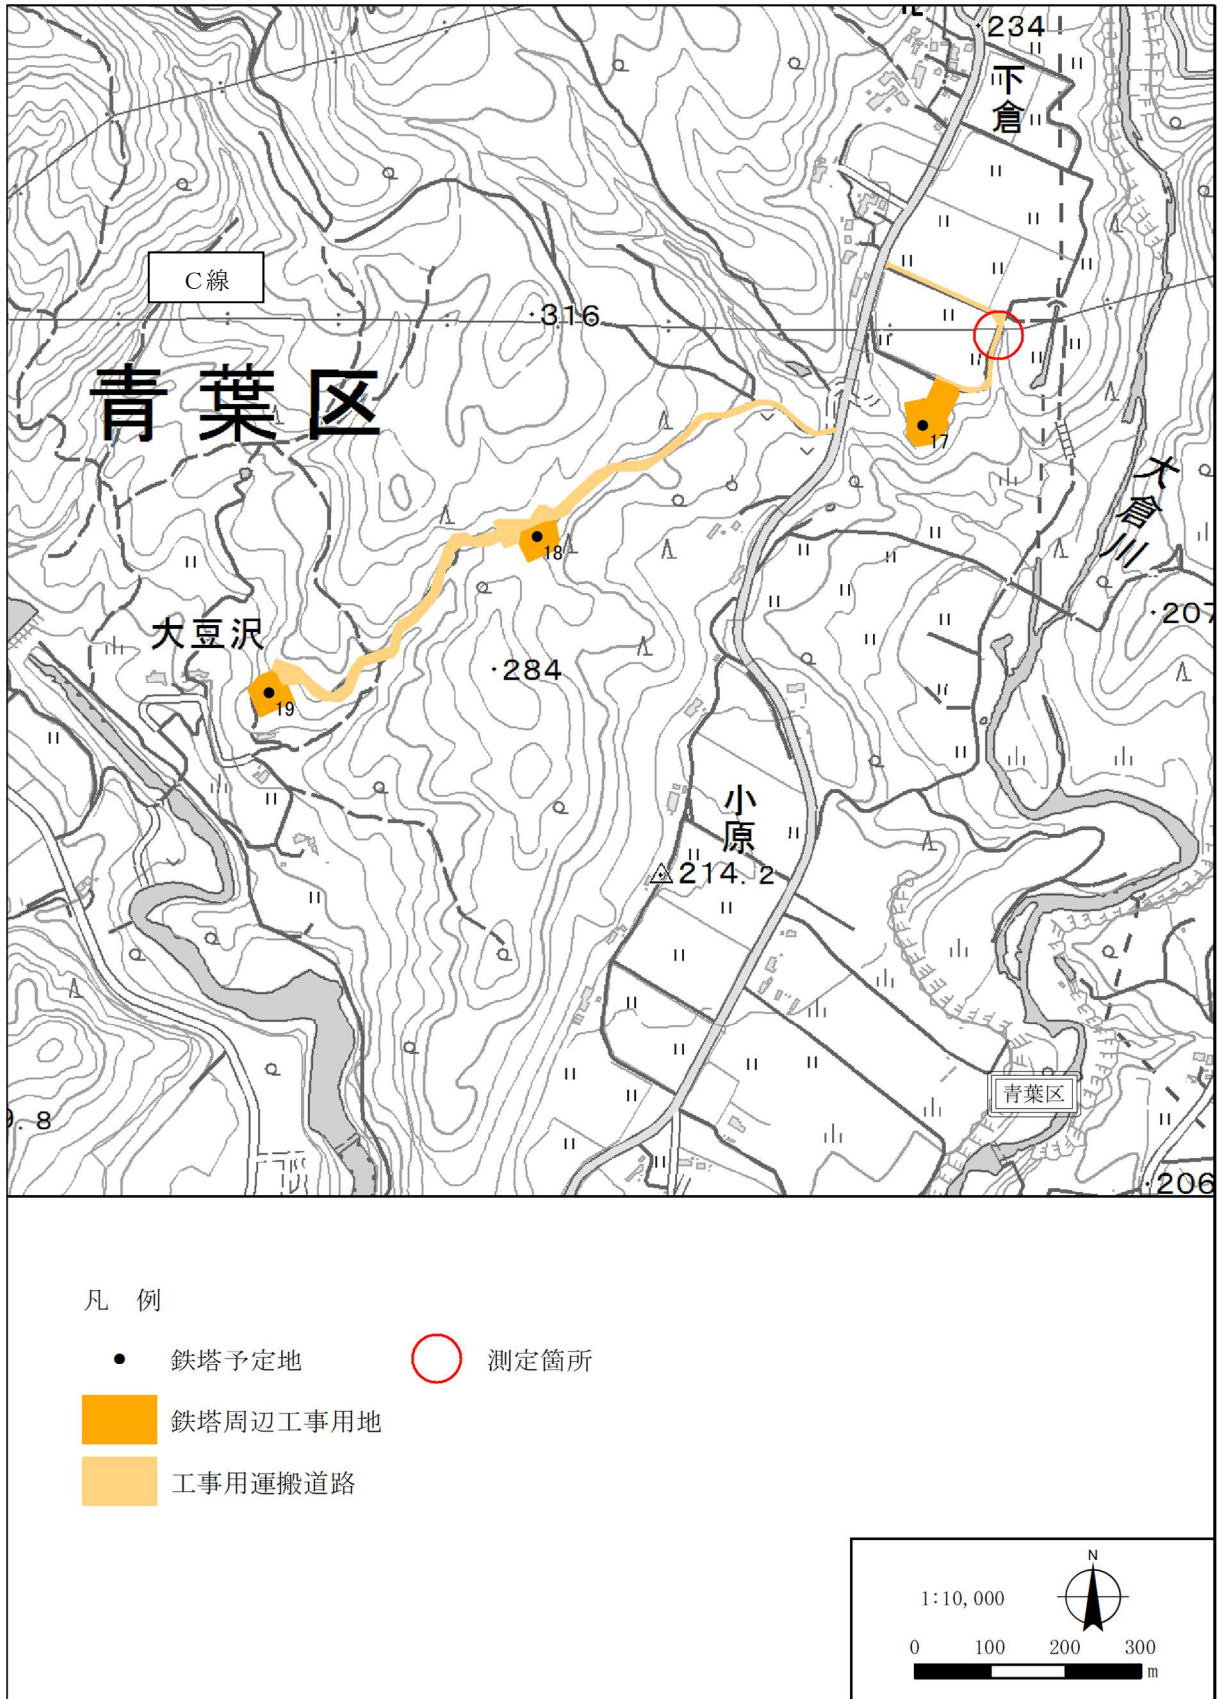 234
下倉
C線
316
青葉区
17
大倉川
18
207
大豆沢
284
19
小原
214.2
青葉区
9.8
206
凡 例
鉄塔予定地
測定箇所
鉄塔周辺工事用地
工事用運搬道路
N
1:10,000
0 100 200 300
m